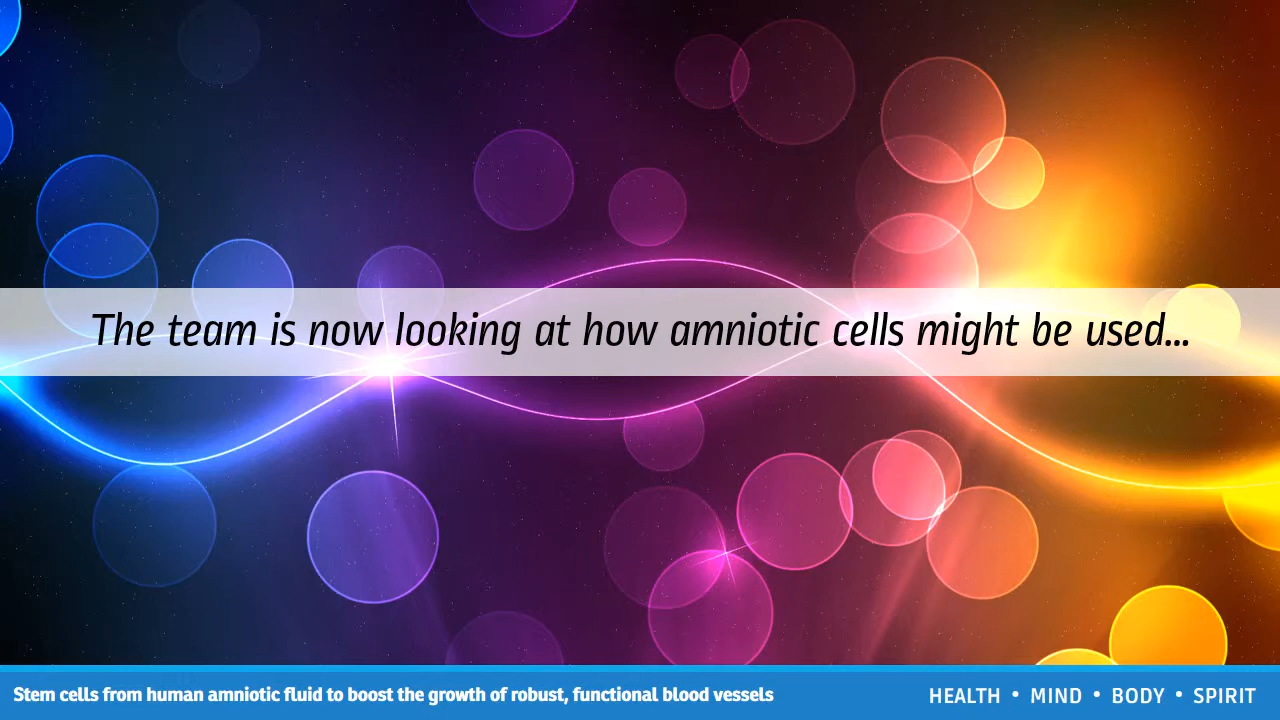 The team is now looking at how amniotic cells might be used...
Stem cells from human amniotic fluid to boost the growth of robust, functional blood vessels
HEALTH • MIND • BODY • SPIRIT